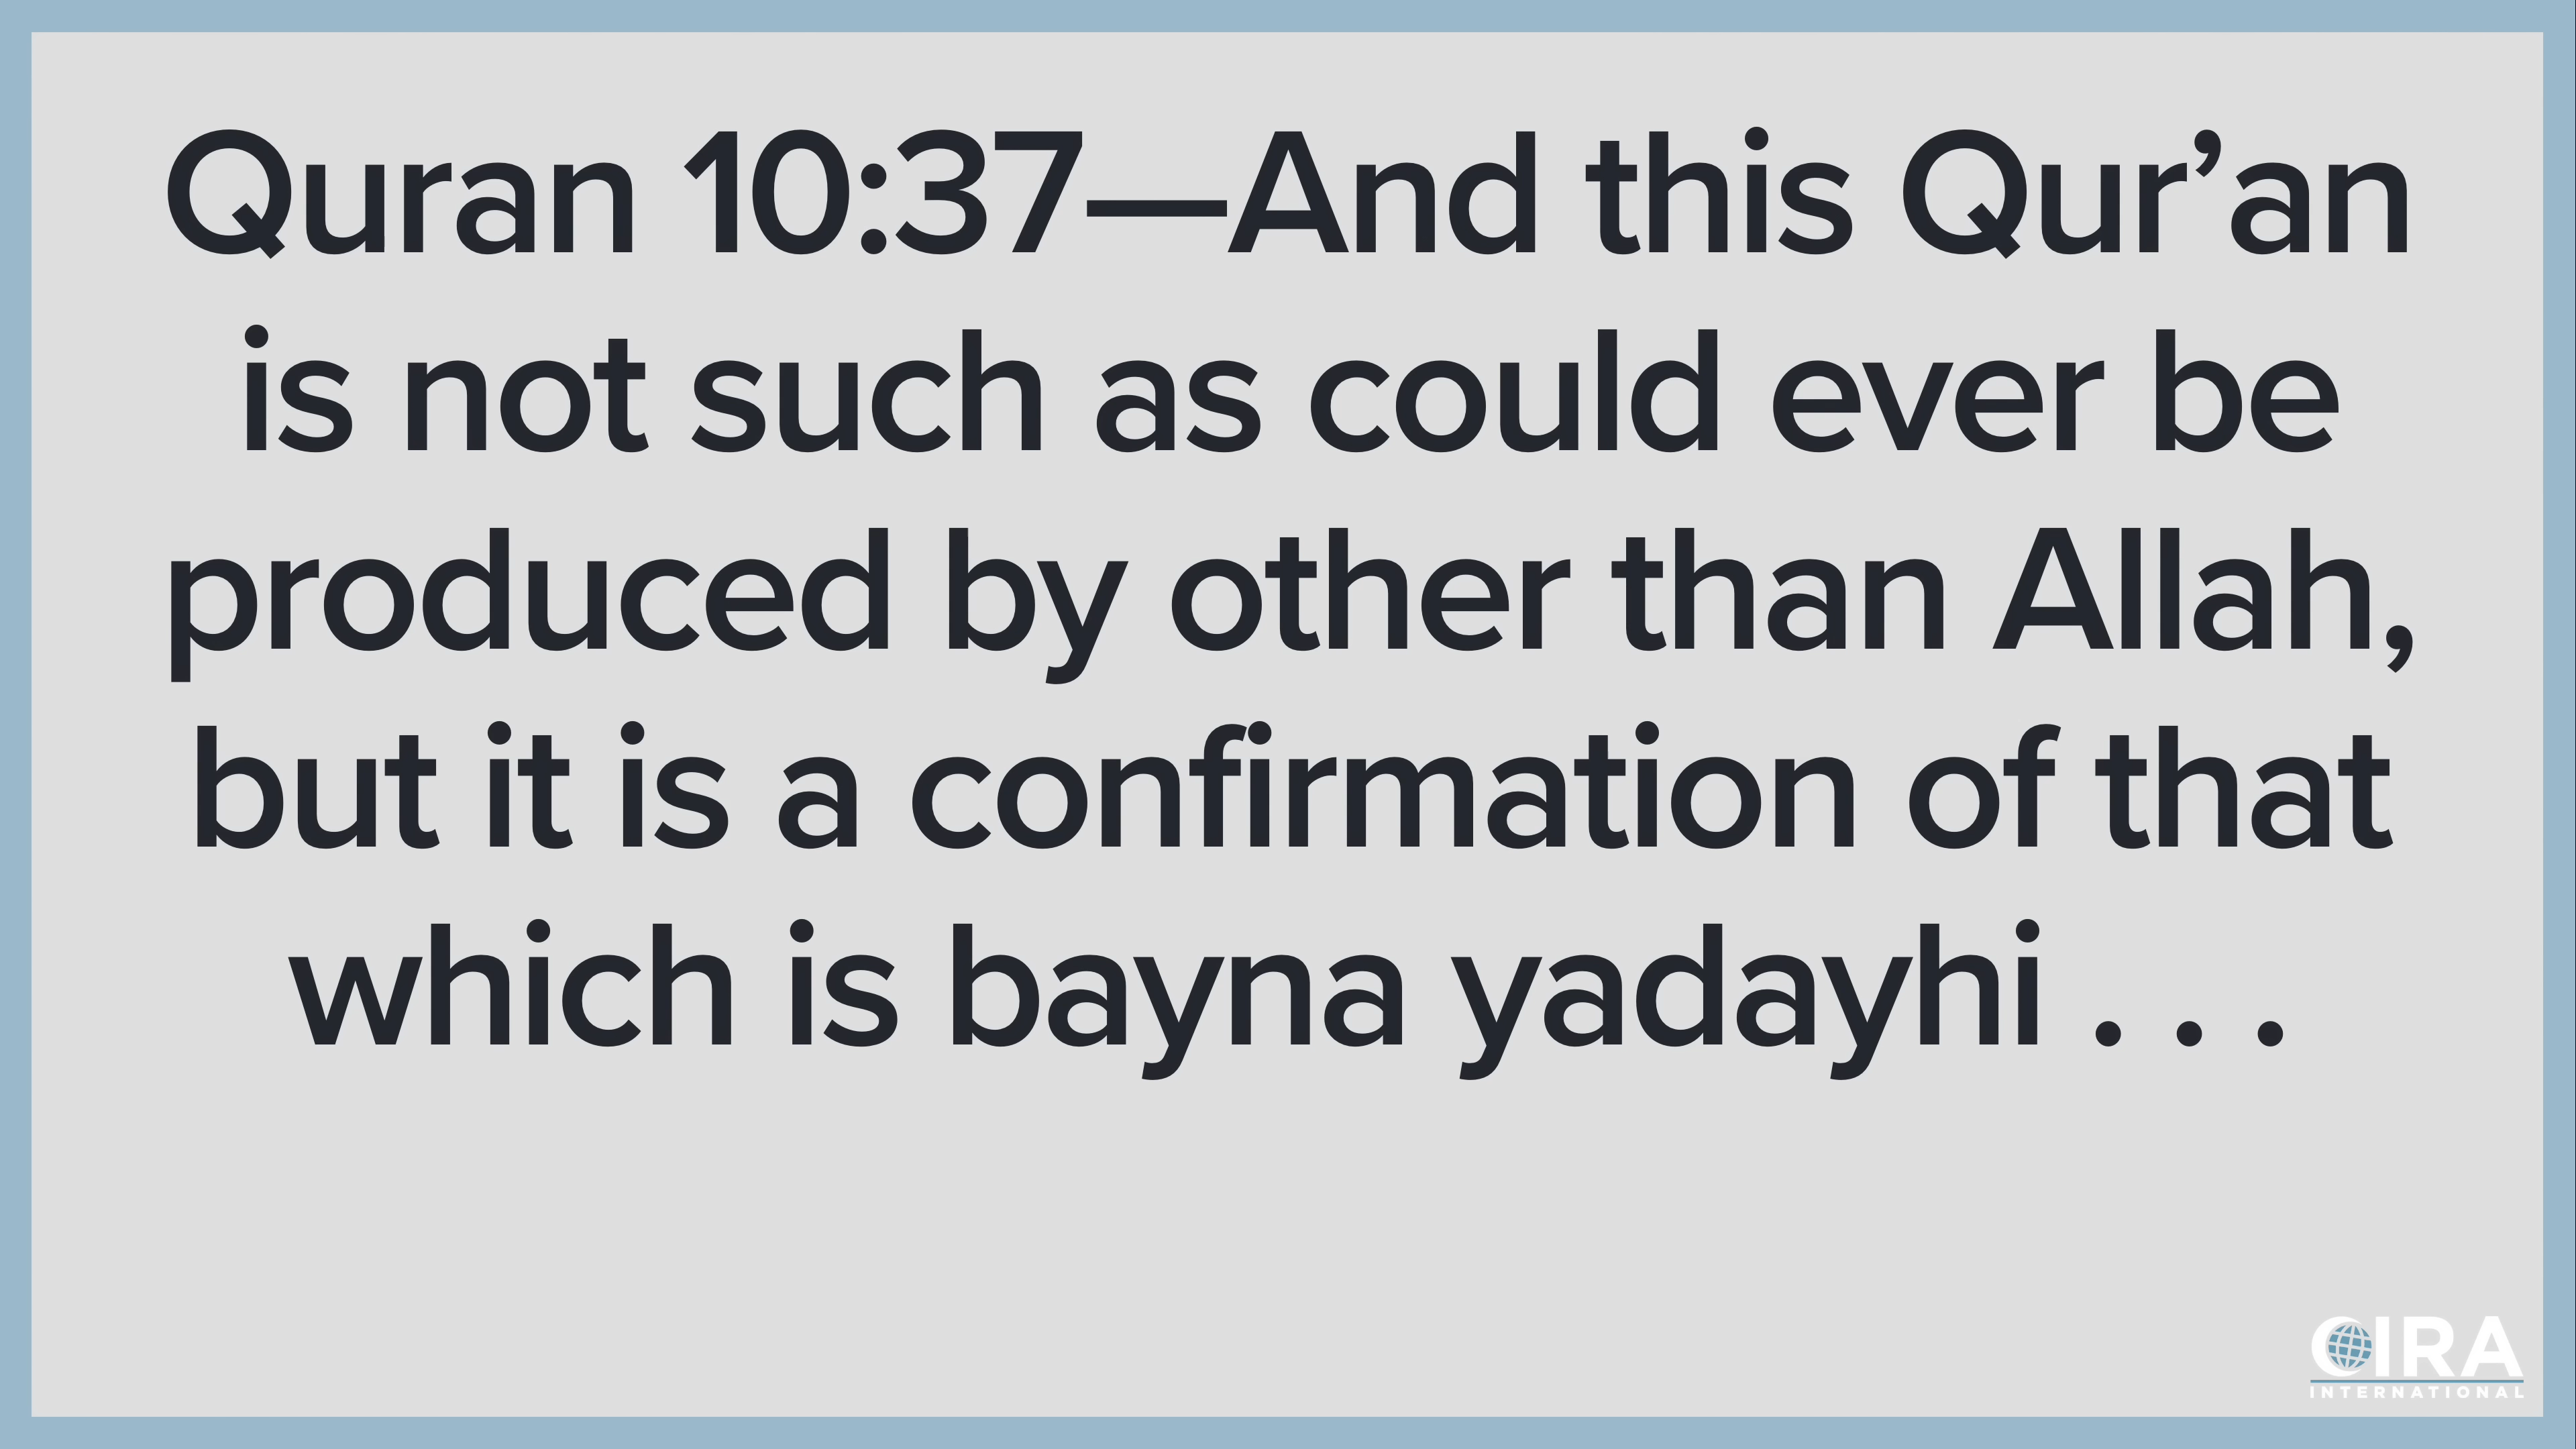 Quran 10:37—And this Qur’an
is not such as could ever be
produced by other than Allah,
but it is a confirmation of that
which is bayna yadayhi . . .
CIRA
INTERNATIONAL